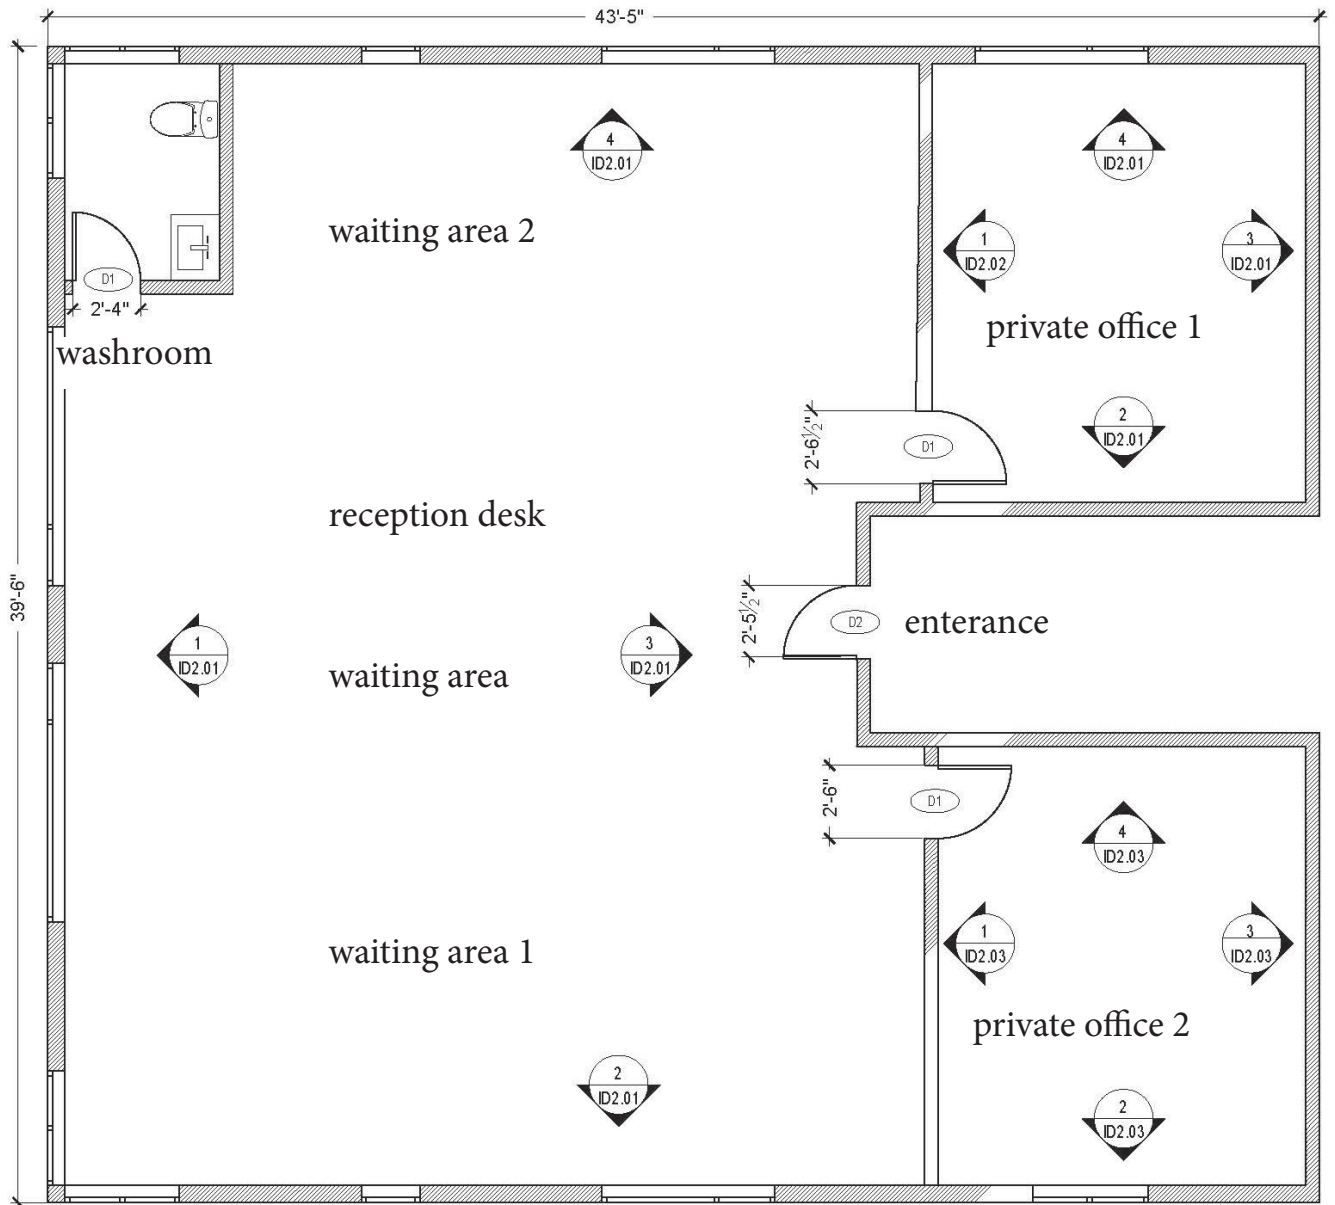 43'-5"
4
ID2.01
4
ID2.01
waiting area 2
1
ID2.02
3
ID2.01
D1
2'-4"
washroom
private office 1
2
ID2.01
2'-6½"
D1
reception desk
39'-6"
2'-5½"
D2
enterance
1
ID2.01
3
ID2.01
waiting area
2'-6"
D1
4
ID2.03
waiting area 1
1
ID2.03
3
ID2.03
private office 2
2
ID2.01
2
ID2.03